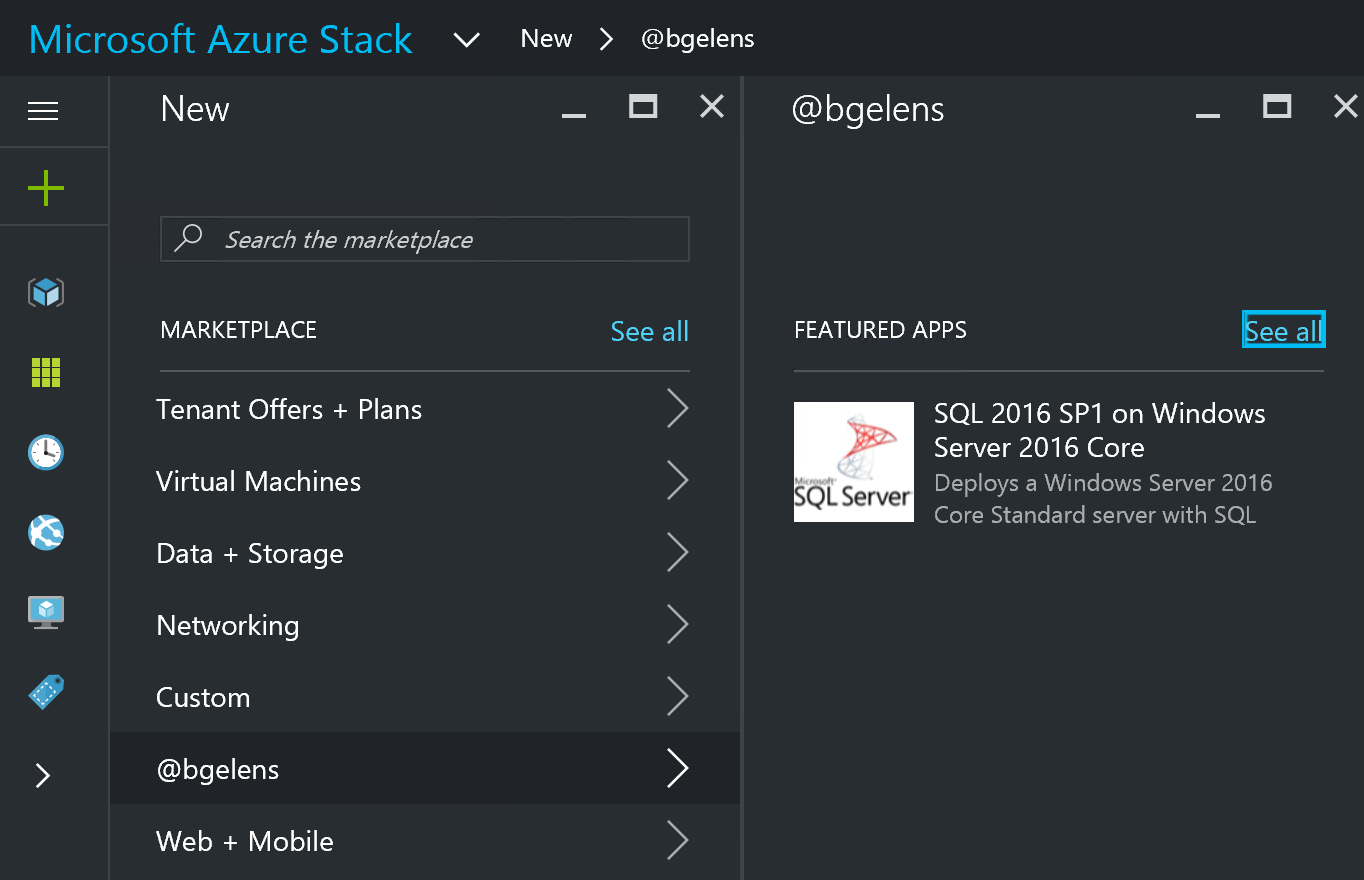 Microsoft Azure Stack New @bgelens
New
Search the marketplace
MARKETPLACE See all
Tenant Offers + Plans
Virtual Machines
Data + Storage
Networking
Custom
@bgelens
Web + Mobile
@bgelens
FEATURED APPS See all
Microsoft®
SQL Server
SQL 2016 SP1 on Windows
Server 2016 Core
Deploys a Windows Server 2016
Core Standard server with SQL